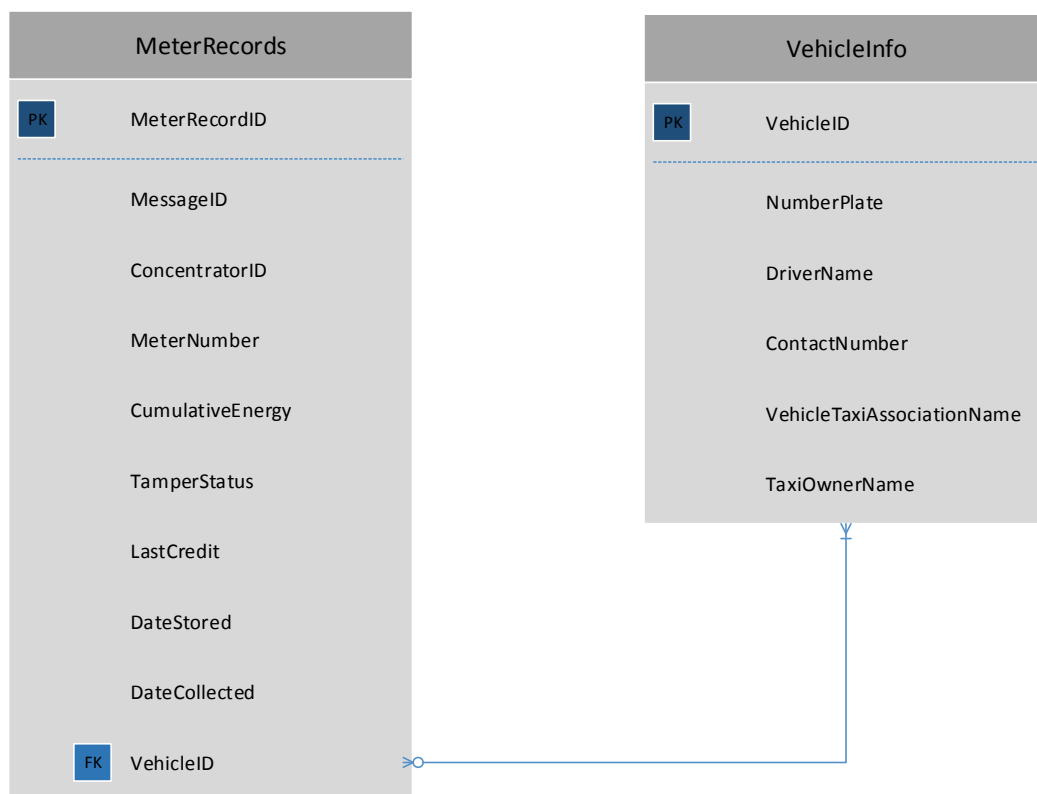 MeterRecords
PK MeterRecordID
MessageID
ConcentratorID
MeterNumber
CumulativeEnergy
TamperStatus
LastCredit
DateStored
DateCollected
FK VehicleID
VehicleInfo
PK VehicleID
NumberPlate
DriverName
ContactNumber
VehicleTaxiAssociationName
TaxiOwnerName